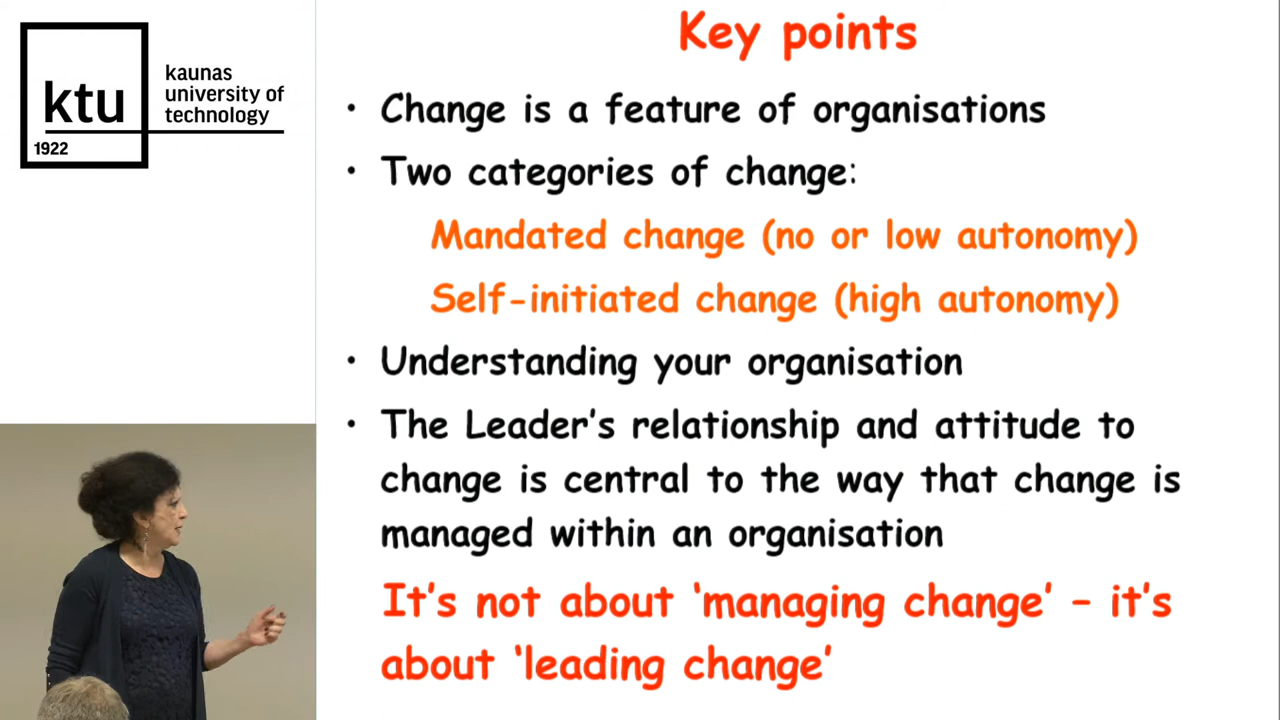 ktu
1922
kaunas
university of
technology
Key points
• Change is a feature of organisations
• Two categories of change:
Mandated change (no or low autonomy)
Self-initiated change (high autonomy)
• Understanding your organisation
• The Leader's relationship and attitude to
change is central to the way that change is
managed within an organisation
It's not about 'managing change' – it's
about 'leading change'